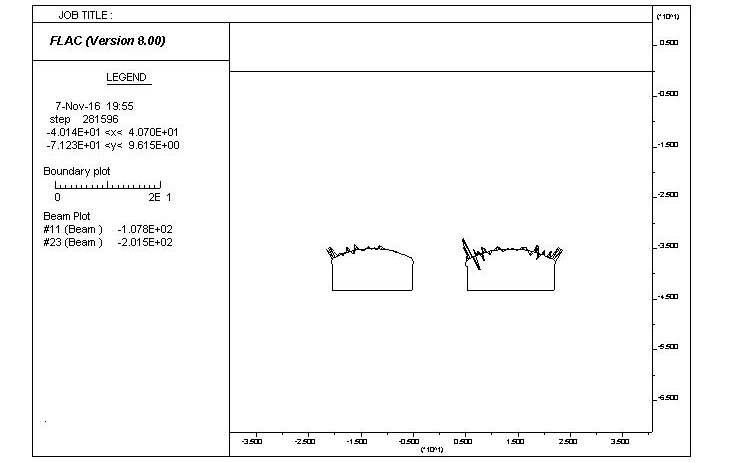 JOB TITLE :
FLAC (Version 8.00)
LEGEND
7-Nov-16 19:55
step 281596
-4.014E+01 <x< 4.070E+01
-7.123E+01 <y< 9.615E+00
Boundary plot
0 2E 1
Beam Plot
#11 (Beam ) -1.078E+02
#23 (Beam ) -2.015E+02
(*10^1)
0.500
-0.500
-1.500
-2.500
-3.500
-4.500
-5.500
-6.500
-3.500 -2.500 -1.500 -0.500 0.500 1.500 2.500 3.500
(*10^1)